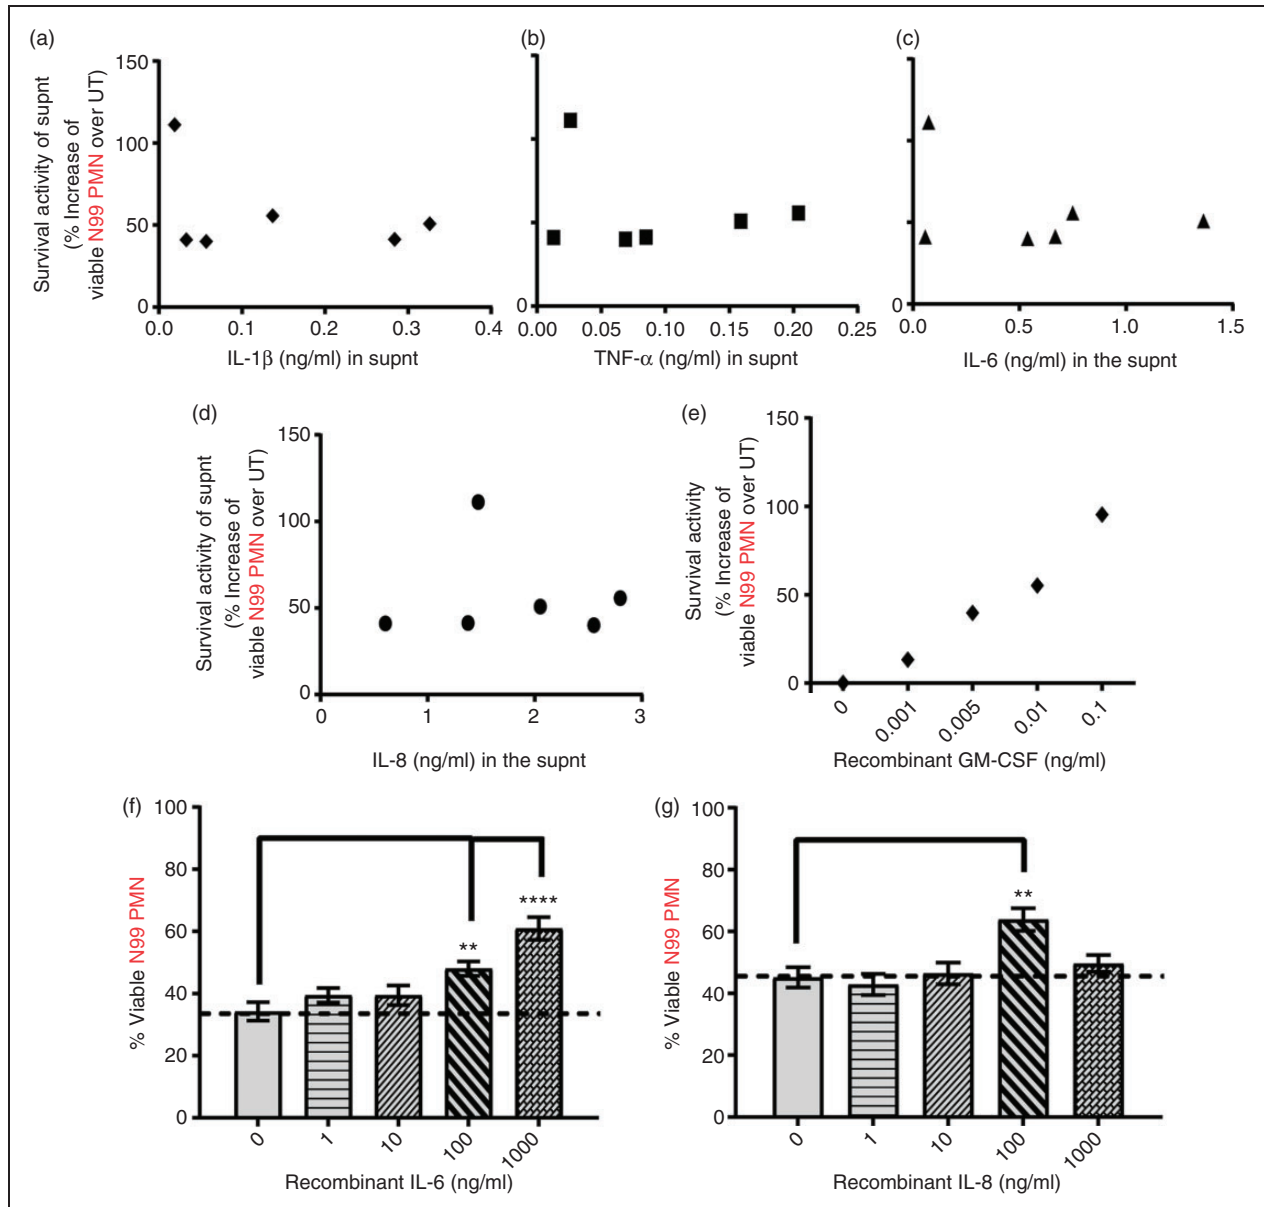 (a)
(b)
(c)
Survival activity of supnt
(% Increase of
viable N99 PMN over UT)
150
100
50
0
0.0 0.1 0.2 0.3 0.4
IL-1β (ng/ml) in supnt
0
0.00 0.05 0.10 0.15 0.20 0.25
TNF-α (ng/ml) in supnt
0
0.0 0.5 1.0 1.5
IL-6 (ng/ml) in the supnt
(d)
Survival activity of supnt
(% Increase of
viable N99 PMN over UT)
150
100
50
0
0 1 2 3
IL-8 (ng/ml) in the supnt
(e)
Survival activity
(% Increase of
viable N99 PMN over UT)
150
100
50
0
0 0.001 0.005 0.01 0.1
Recombinant GM-CSF (ng/ml)
(f)
% Viable N99 PMN
100
80
60
40
20
0
**
****
0 1 10 100 1000
Recombinant IL-6 (ng/ml)
(g)
% Viable N99 PMN
100
80
60
40
20
0
**
0 1 10 100 1000
Recombinant IL-8 (ng/ml)